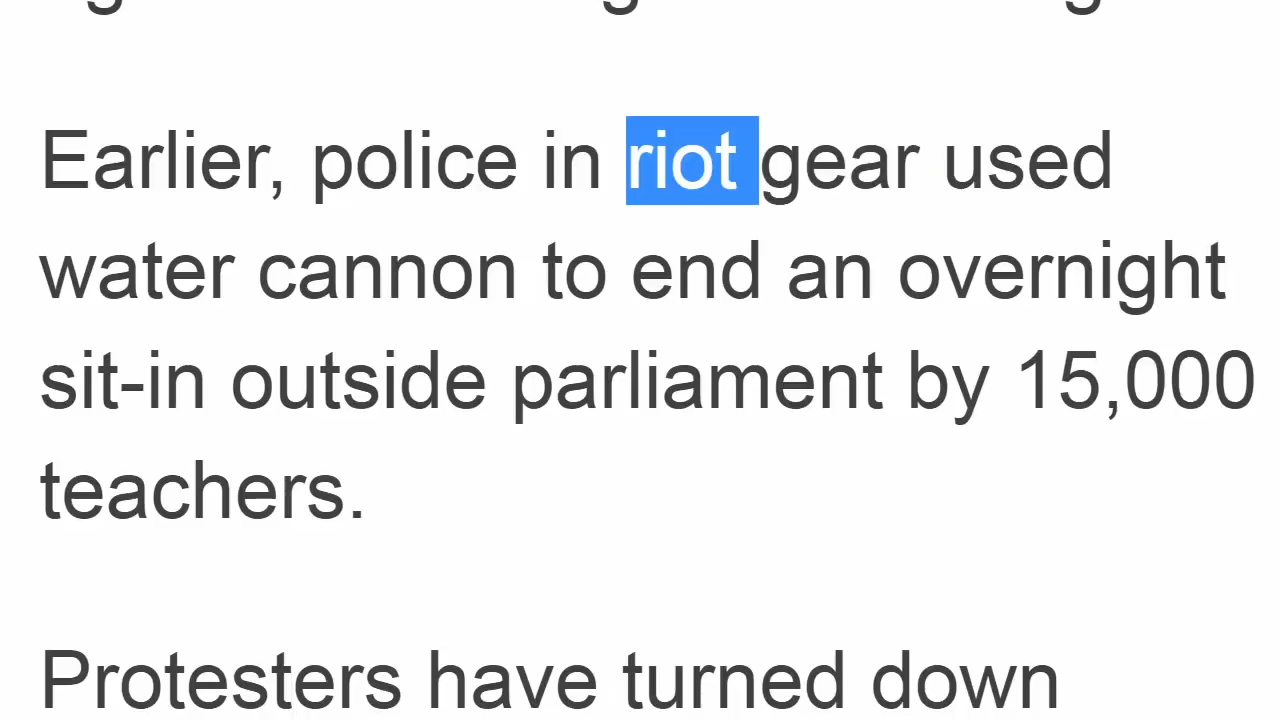 Earlier, police in riot gear used
water cannon to end an overnight
sit-in outside parliament by 15,000
teachers.
Protesters have turned down